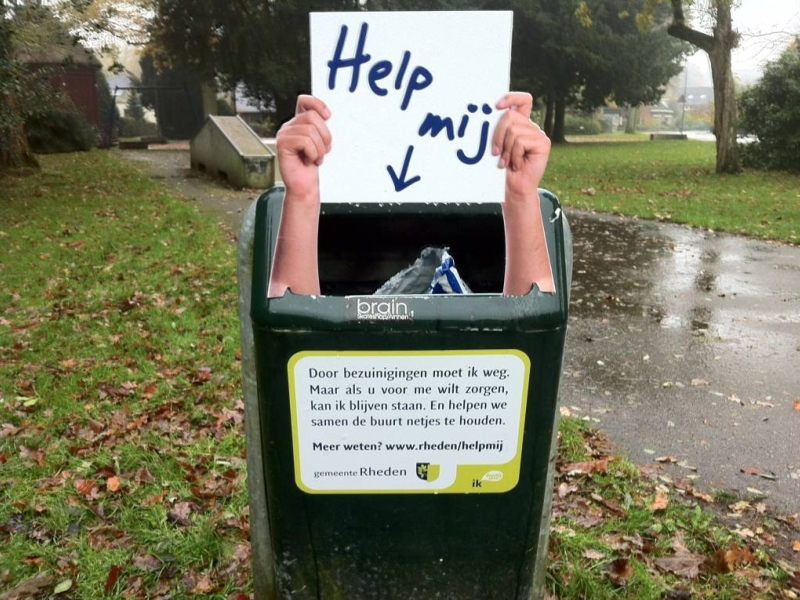 Help
mij
brain
Door bezuinigingen moet ik weg.
Maar als u voor me wilt zorgen,
kan ik blijven staan. En helpen we
samen de buurt netjes te houden.
Meer weten? www.rheden/helpmij
gemeente Rheden
ik